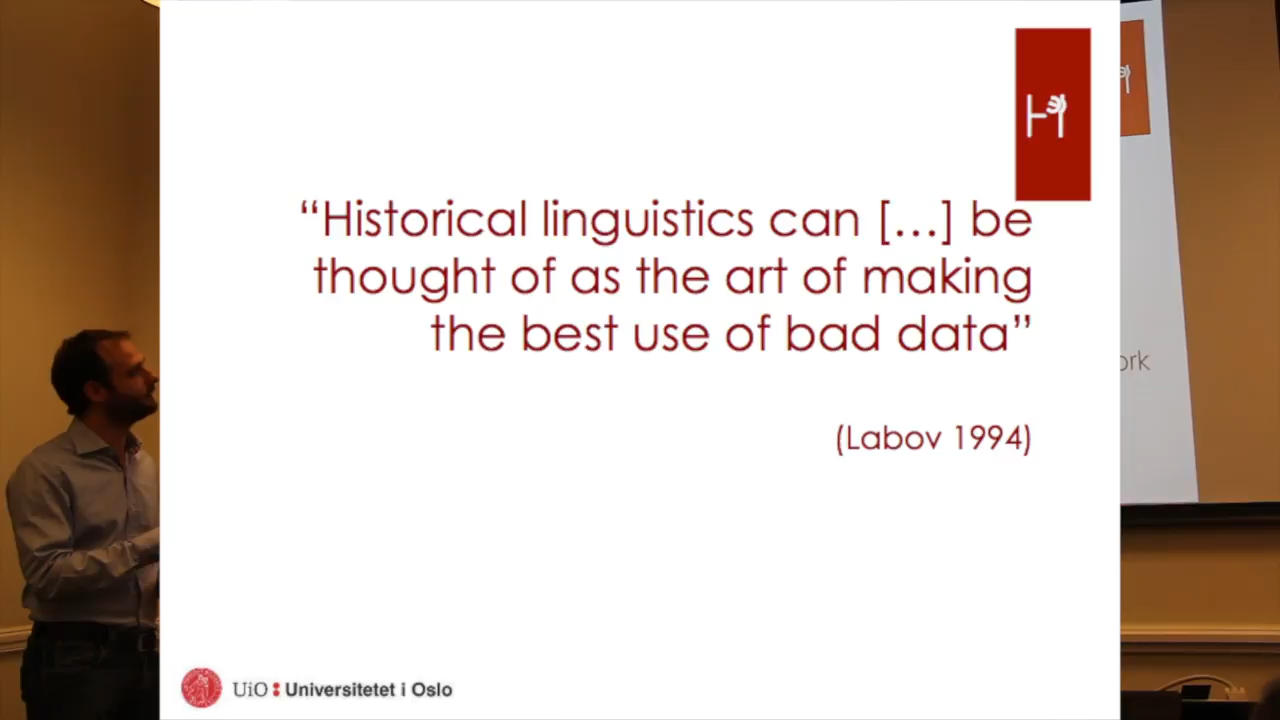 “Historical linguistics can […] be
thought of as the art of making
the best use of bad data”
(Labov 1994)
UiO : Universitetet i Oslo